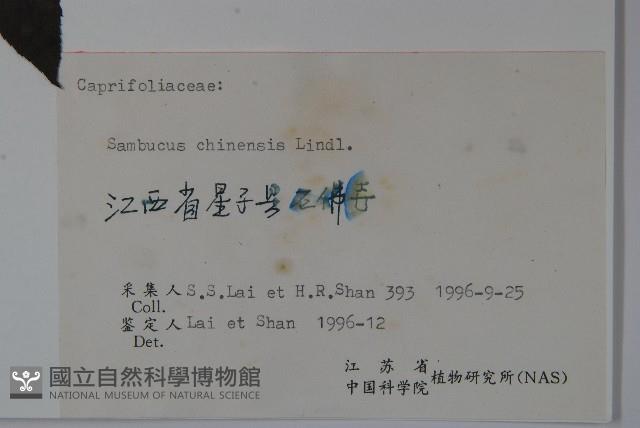 Caprifoliaceae:
Sambucus chinensis Lindl.
江西省星子县石佛寺
采集人 S.S.Lai et H.R.Shan 393 1996-9-25
Coll.
鉴定人 Lai et Shan 1996-12
Det.
江苏省
中国科学院 植物研究所(NAS)
國立自然科學博物館
NATIONAL MUSEUM OF NATURAL SCIENCE